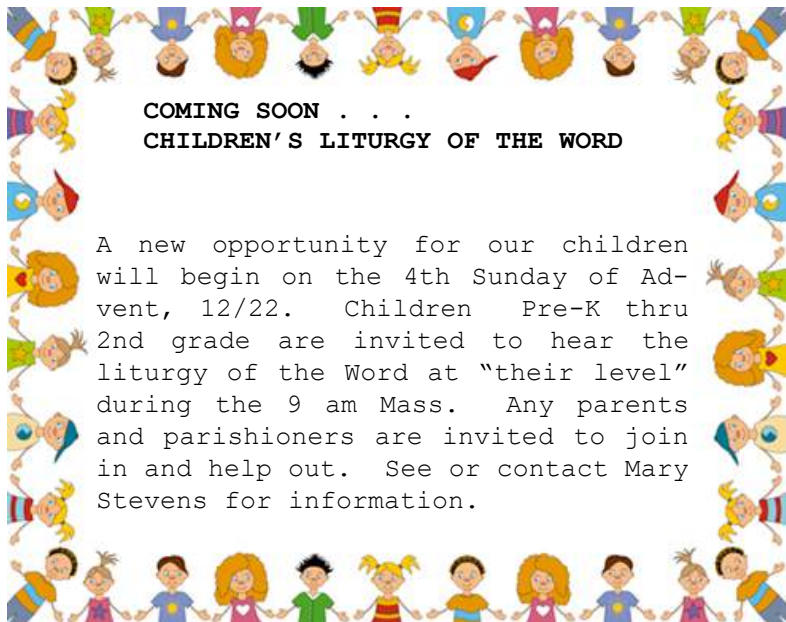 COMING SOON . . .
CHILDREN’S LITURGY OF THE WORD
A new opportunity for our children
will begin on the 4th Sunday of Ad-
vent, 12/22.  Children  Pre-K thru
2nd grade are invited to hear the
liturgy of the Word at “their level”
during the 9 am Mass.  Any parents
and parishioners are invited to join
in and help out.  See or contact Mary
Stevens for information.